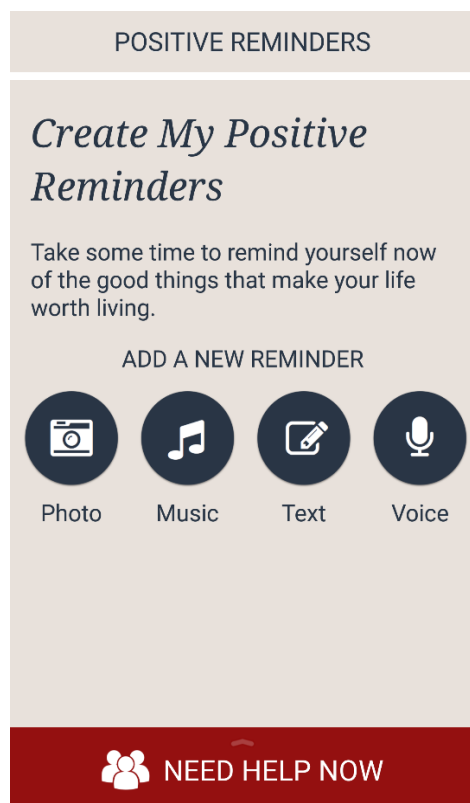 POSITIVE REMINDERS
Create My Positive
Reminders
Take some time to remind yourself now
of the good things that make your life
worth living.
ADD A NEW REMINDER
Photo Music Text Voice
NEED HELP NOW